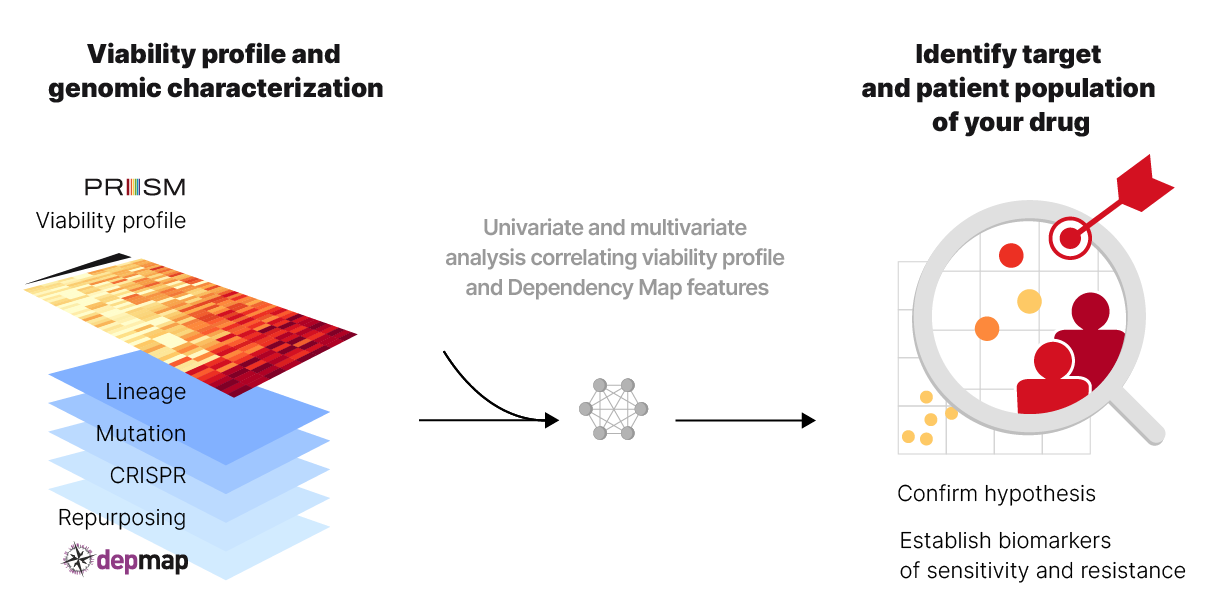 Viability profile and
genomic characterization
PRISM
Viability profile
Lineage
Mutation
CRISPR
Repurposing
depmap
Univariate and multivariate
analysis correlating viability profile
and Dependency Map features
Identify target
and patient population
of your drug
Confirm hypothesis
Establish biomarkers
of sensitivity and resistance